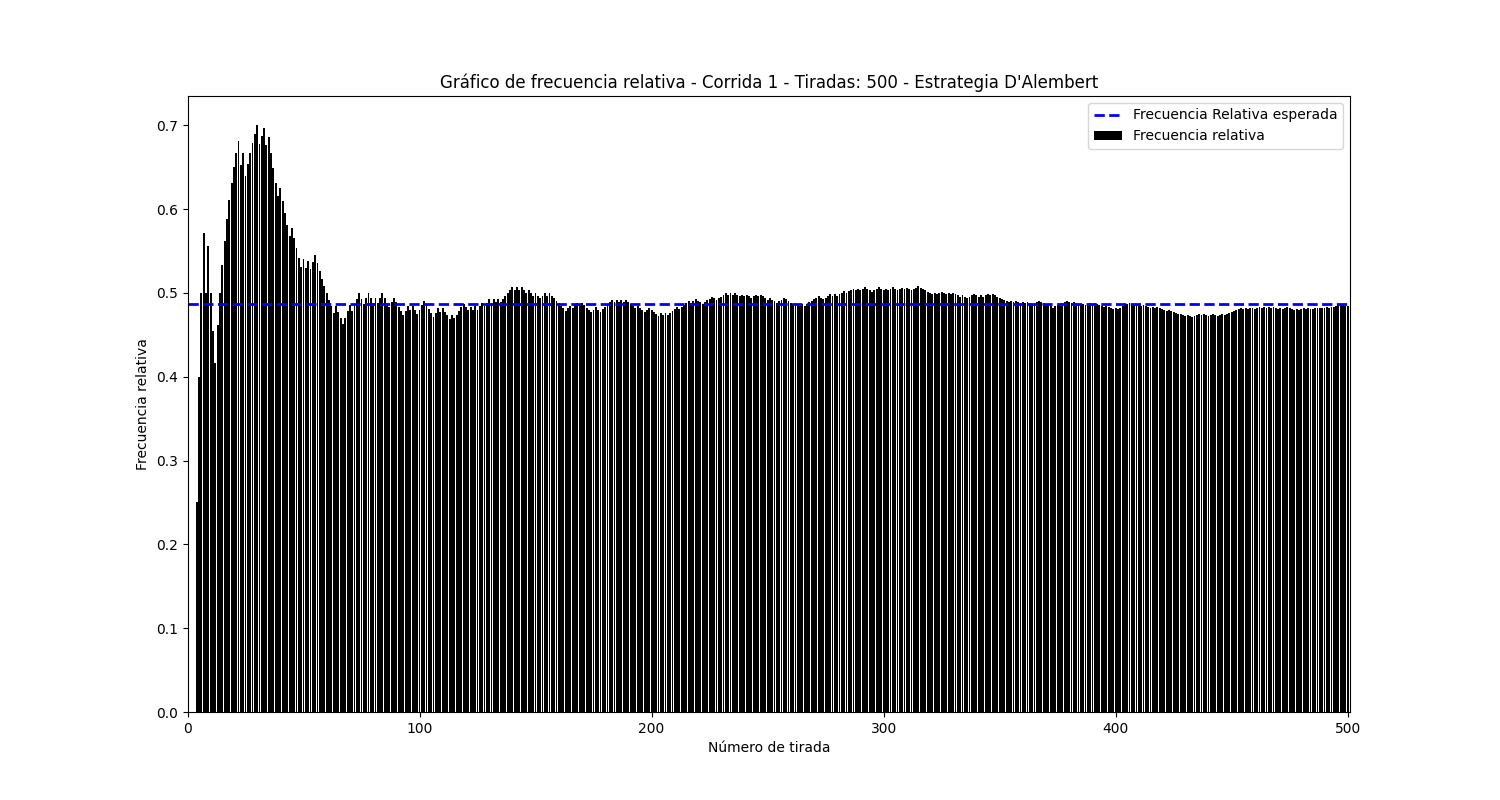 Gráfico de frecuencia relativa - Corrida 1 - Tiradas: 500 - Estrategia D'Alembert
Frecuencia Relativa esperada
Frecuencia relativa
0.7
0.6
0.5
0.4
0.3
0.2
0.1
0.0
Frecuencia relativa
0 100 200 300 400 500
Número de tirada